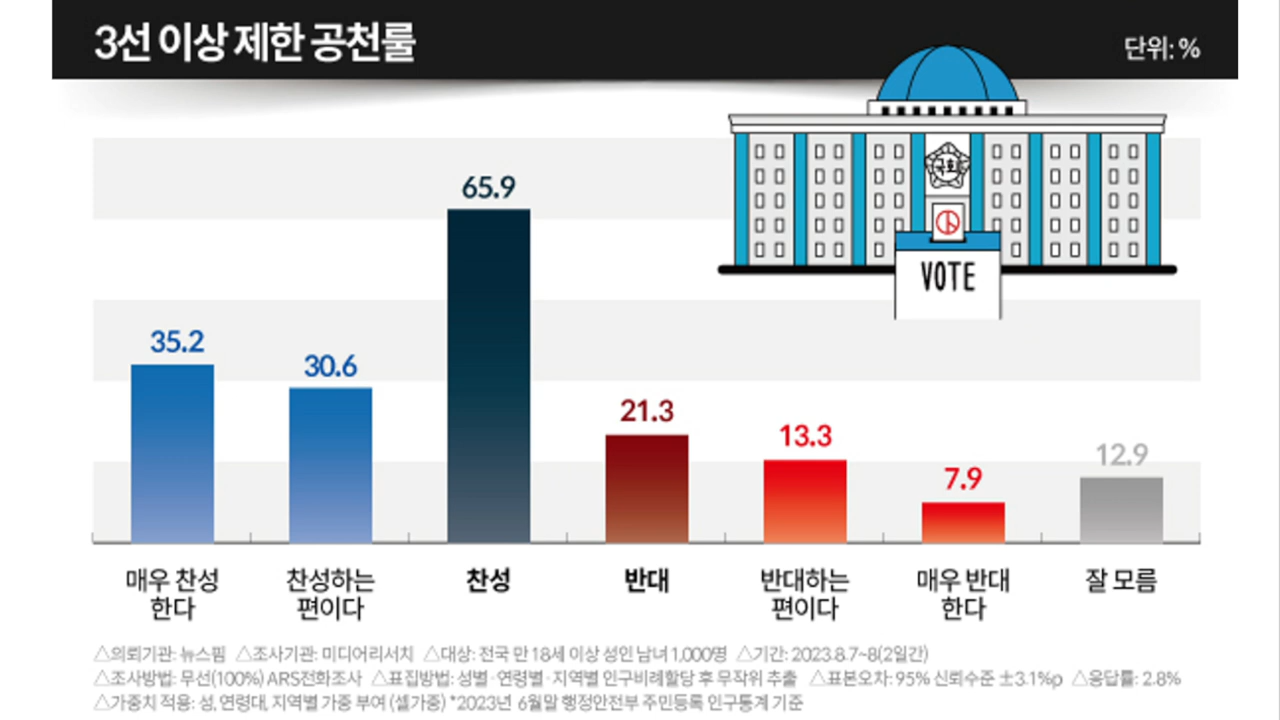 3선 이상 제한 공천룰
단위: %
국회
VOTE
65.9
35.2
30.6
21.3
13.3
7.9
12.9
매우 찬성
한다
찬성하는
편이다
찬성
반대
반대하는
편이다
매우 반대
한다
잘 모름
△의뢰기관: 뉴스핌 △조사기관: 미디어리서치 △대상: 전국 만 18세 이상 성인 남녀 1,000명 △기간: 2023.8.7~8(2일간)
△조사방법: 무선(100%) ARS전화조사 △표집방법: 성별·연령별·지역별 인구비례할당 후 무작위 추출 △표본오차: 95% 신뢰수준 ±3.1%p △응답률: 2.8%
△가중치 적용: 성, 연령대, 지역별 가중 부여 (셀가중) *2023년 6월말 행정안전부 주민등록 인구통계 기준